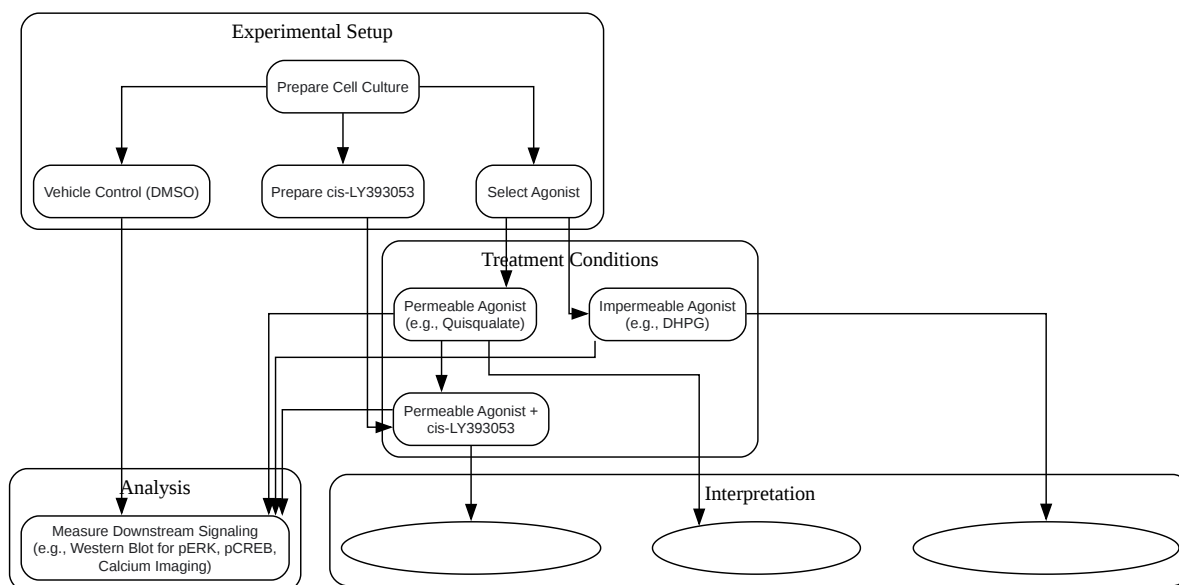 Experimental Setup
Prepare Cell Culture
Vehicle Control (DMSO)
Prepare cis-LY393053
Select Agonist
Treatment Conditions
Permeable Agonist
(e.g., Quisqualate)
Impermeable Agonist
(e.g., DHPG)
Permeable Agonist +
cis-LY393053
Analysis
Measure Downstream Signaling
(e.g., Western Blot for pERK, pCREB,
Calcium Imaging)
Interpretation